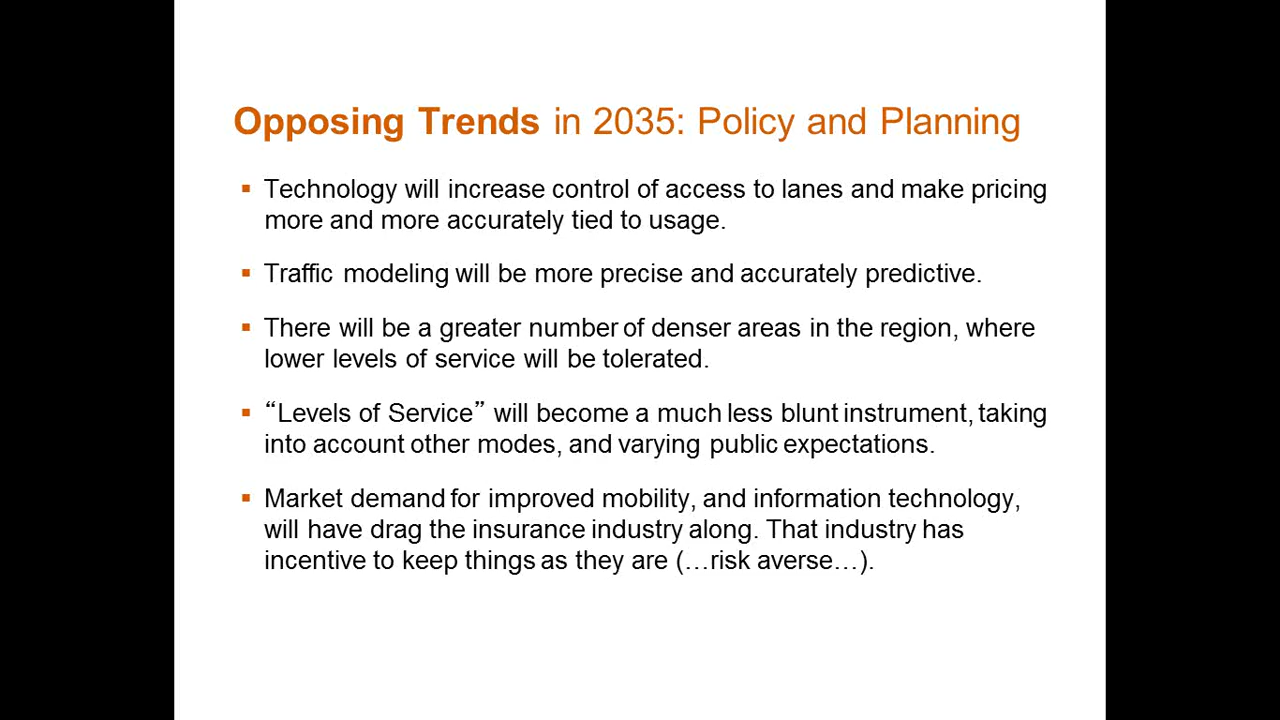 Opposing Trends in 2035: Policy and Planning
▪ Technology will increase control of access to lanes and make pricing
more and more accurately tied to usage.
▪ Traffic modeling will be more precise and accurately predictive.
▪ There will be a greater number of denser areas in the region, where
lower levels of service will be tolerated.
▪ “Levels of Service” will become a much less blunt instrument, taking
into account other modes, and varying public expectations.
▪ Market demand for improved mobility, and information technology,
will have drag the insurance industry along. That industry has
incentive to keep things as they are (…risk averse…).